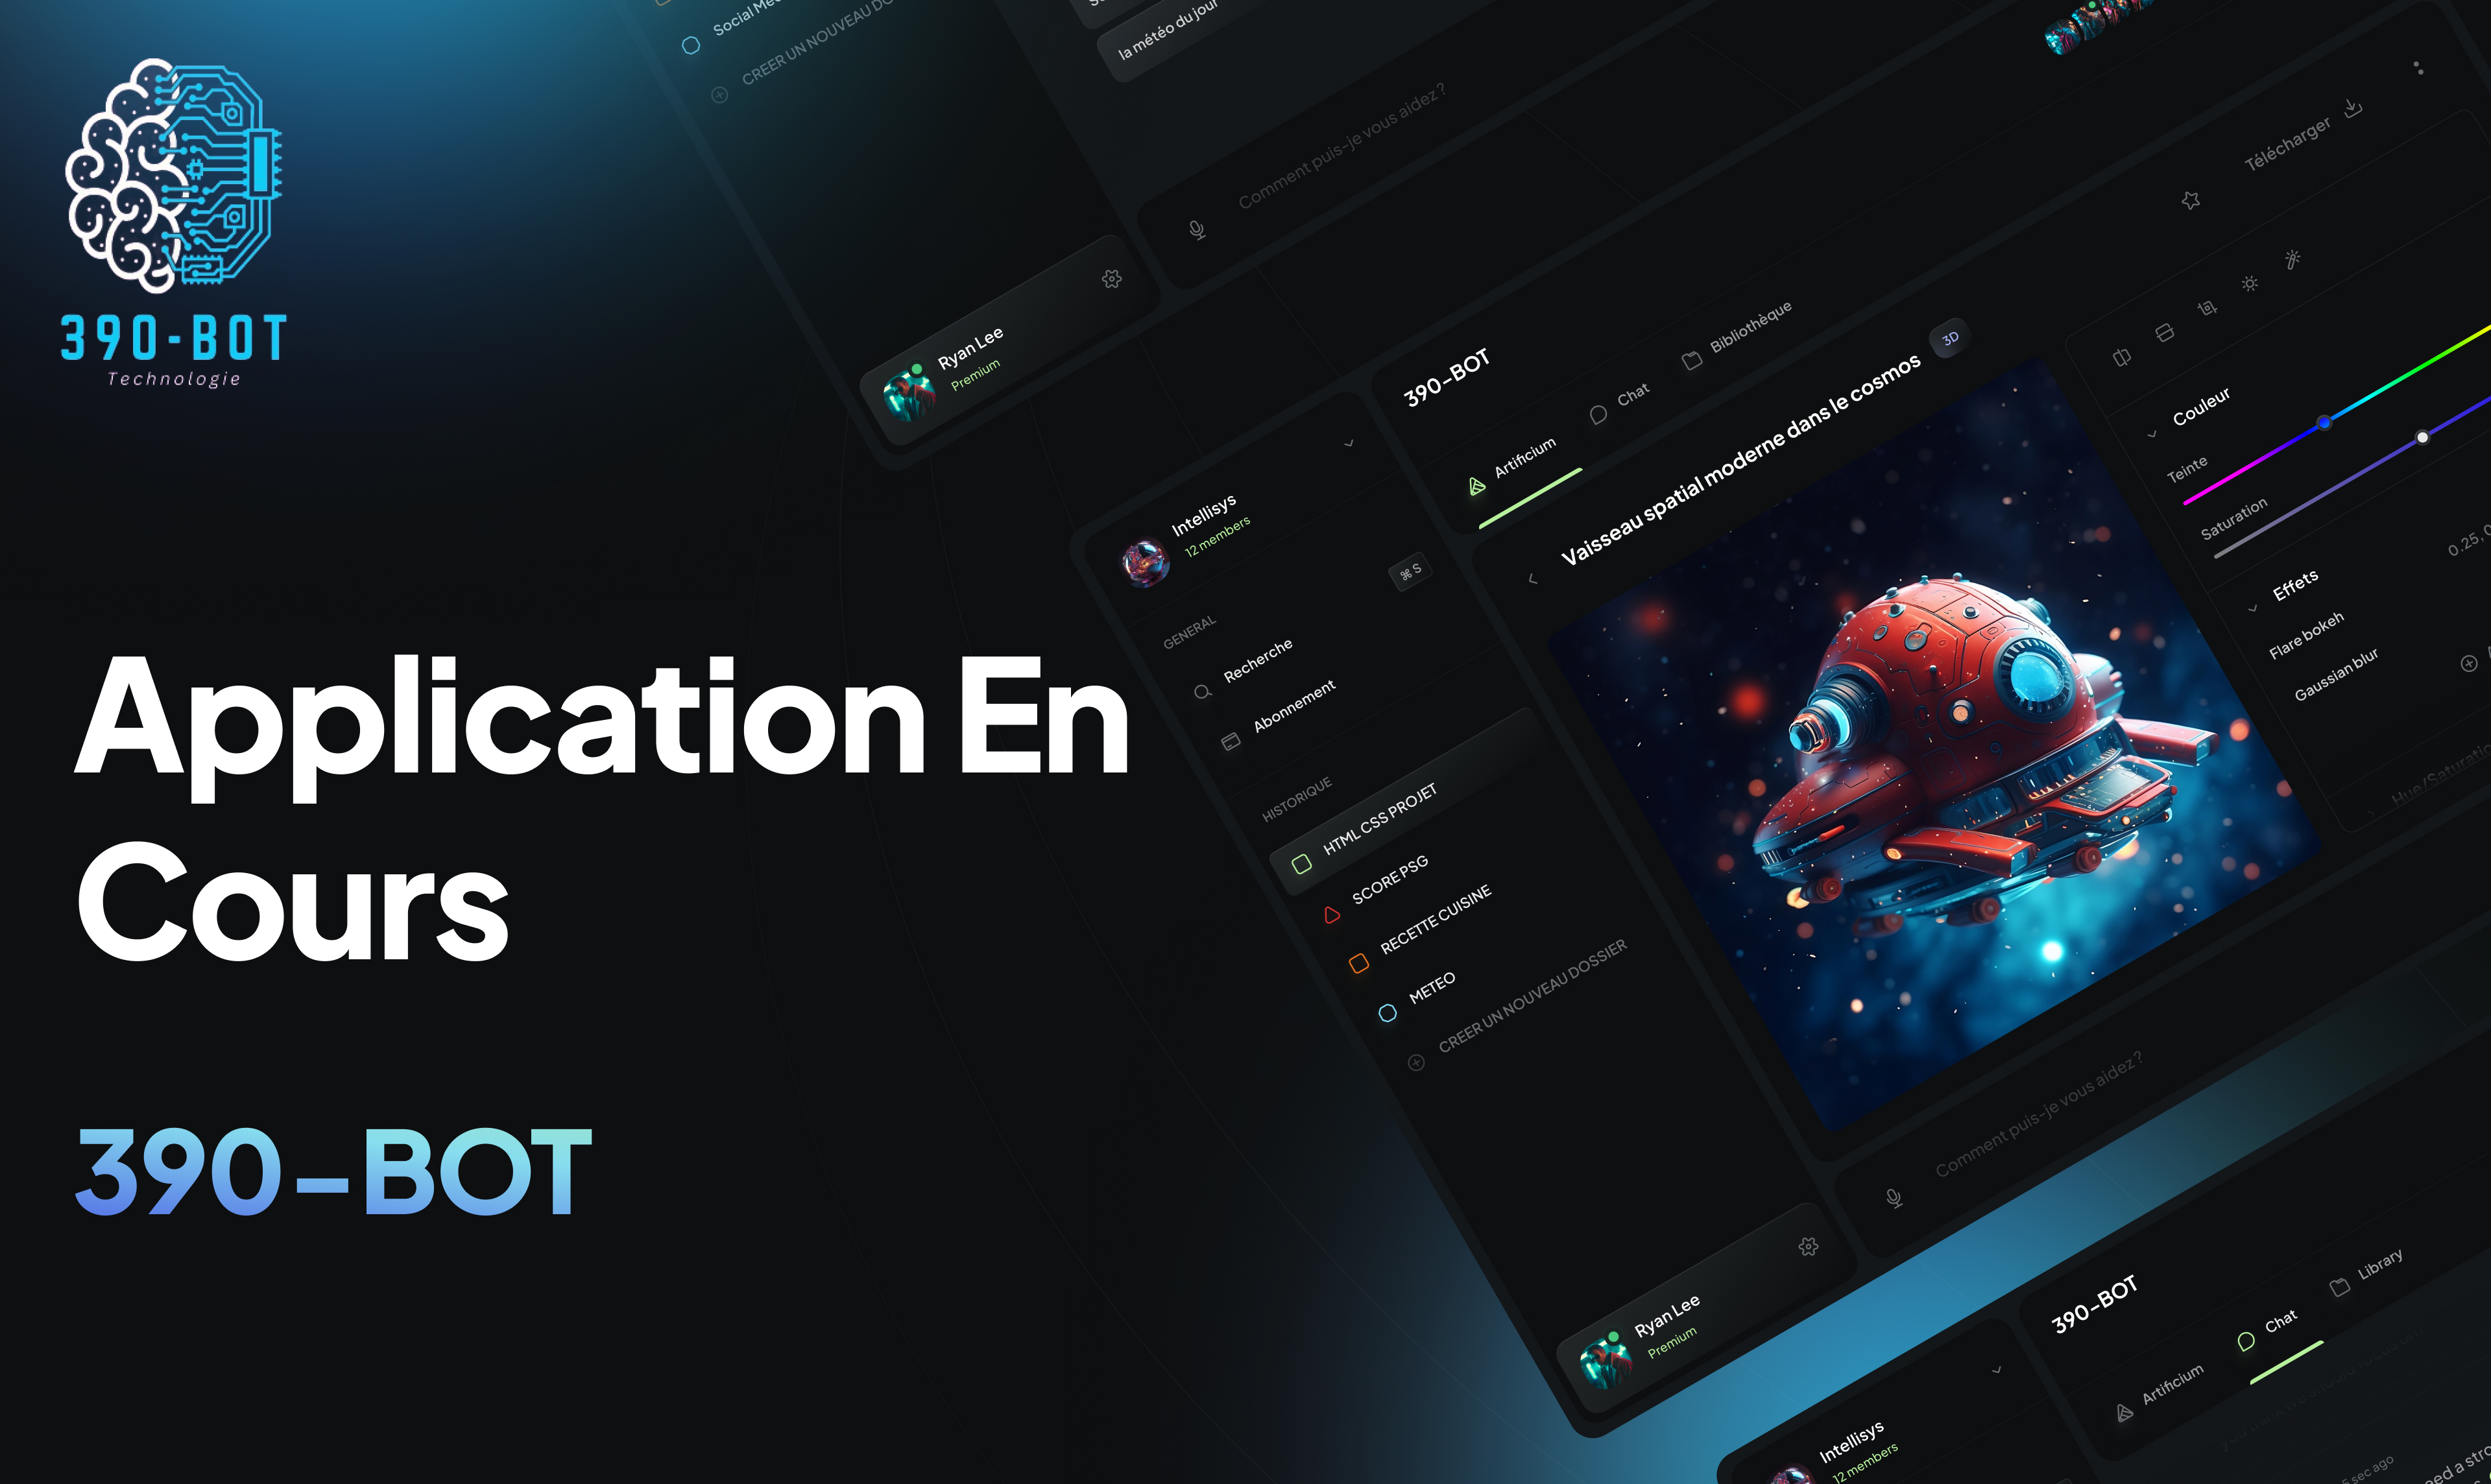 390-BOT
Technologie
Application En
Cours
390-BOT
Social
CREER UN NOUVEAU
la météo du jour
Comment puis-je vous aidez ?
Ryan Lee
Premium
Intellisys
12 members
⌘ S
GENERAL
Recherche
Abonnement
HISTORIQUE
HTML CSS PROJET
SCORE PSG
RECETTE CUISINE
METEO
CREER UN NOUVEAU DOSSIER
Ryan Lee
Premium
390-BOT
Artificium
Chat
Bibliothèque
Vaisseau spatial moderne dans le cosmos
3D
Télécharger
Couleur
Teinte
Saturation
Effets
Flare bokeh
Gaussian blur
Comment puis-je vous aidez ?
Intellisys
12 members
390-BOT
Artificium
Chat
Library
5 sec ago